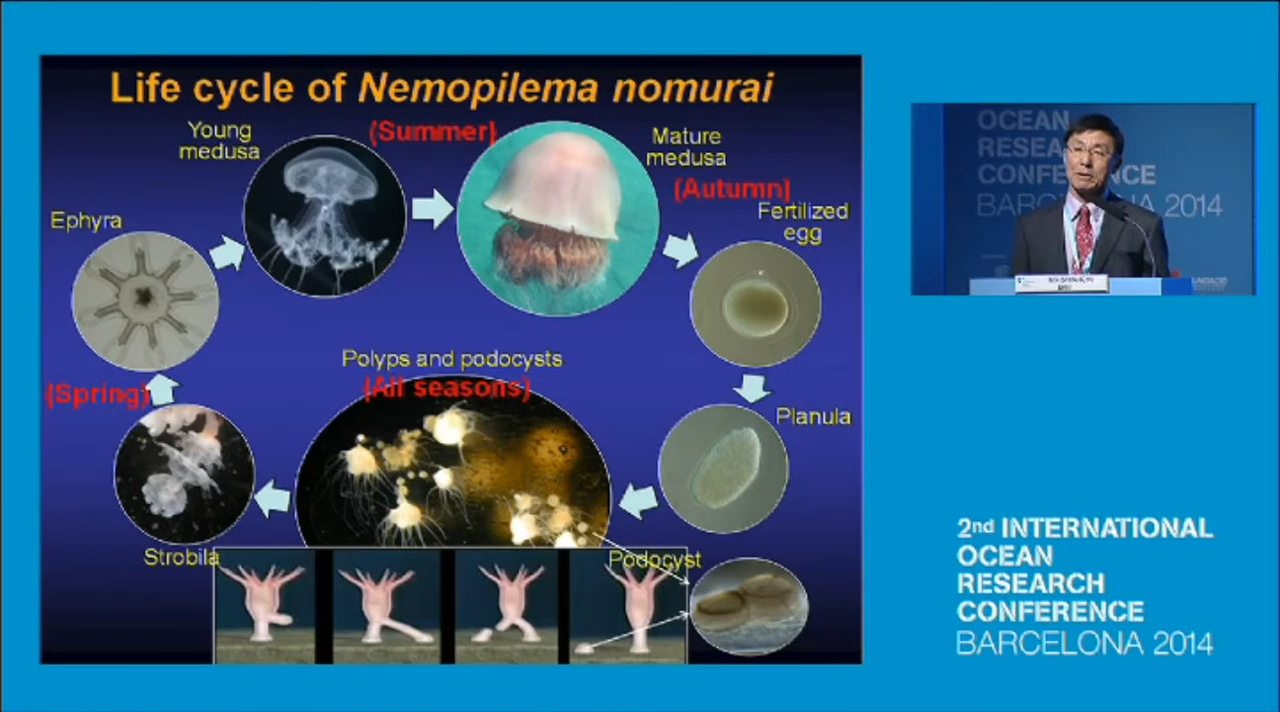 Life cycle of Nemopilema nomurai
Young
medusa
(Summer)
Mature
medusa
(Autumn)
Ephyra
Fertilized
egg
Polyps and podocysts
(All seasons)
(Spring)
Planula
Strobila
Podocyst
OCEAN
RESEA
CONFERENCE
BARCELONA 2014
2nd INTERNATIONAL
OCEAN
RESEARCH
CONFERENCE
BARCELONA 2014